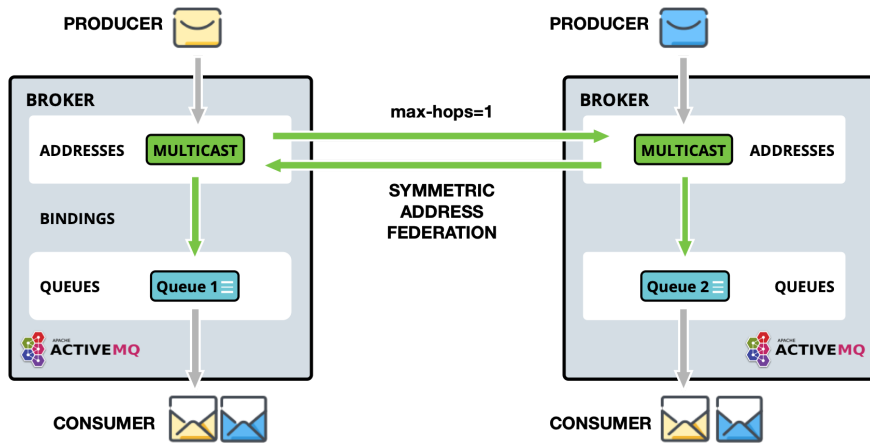 PRODUCER
PRODUCER
BROKER
BROKER
max-hops=1
ADDRESSES
MULTICAST
MULTICAST
ADDRESSES
SYMMETRIC
ADDRESS
FEDERATION
BINDINGS
QUEUES
Queue 1
Queue 2
QUEUES
APACHE
ACTIVEMQ
APACHE
ACTIVEMQ
CONSUMER
CONSUMER